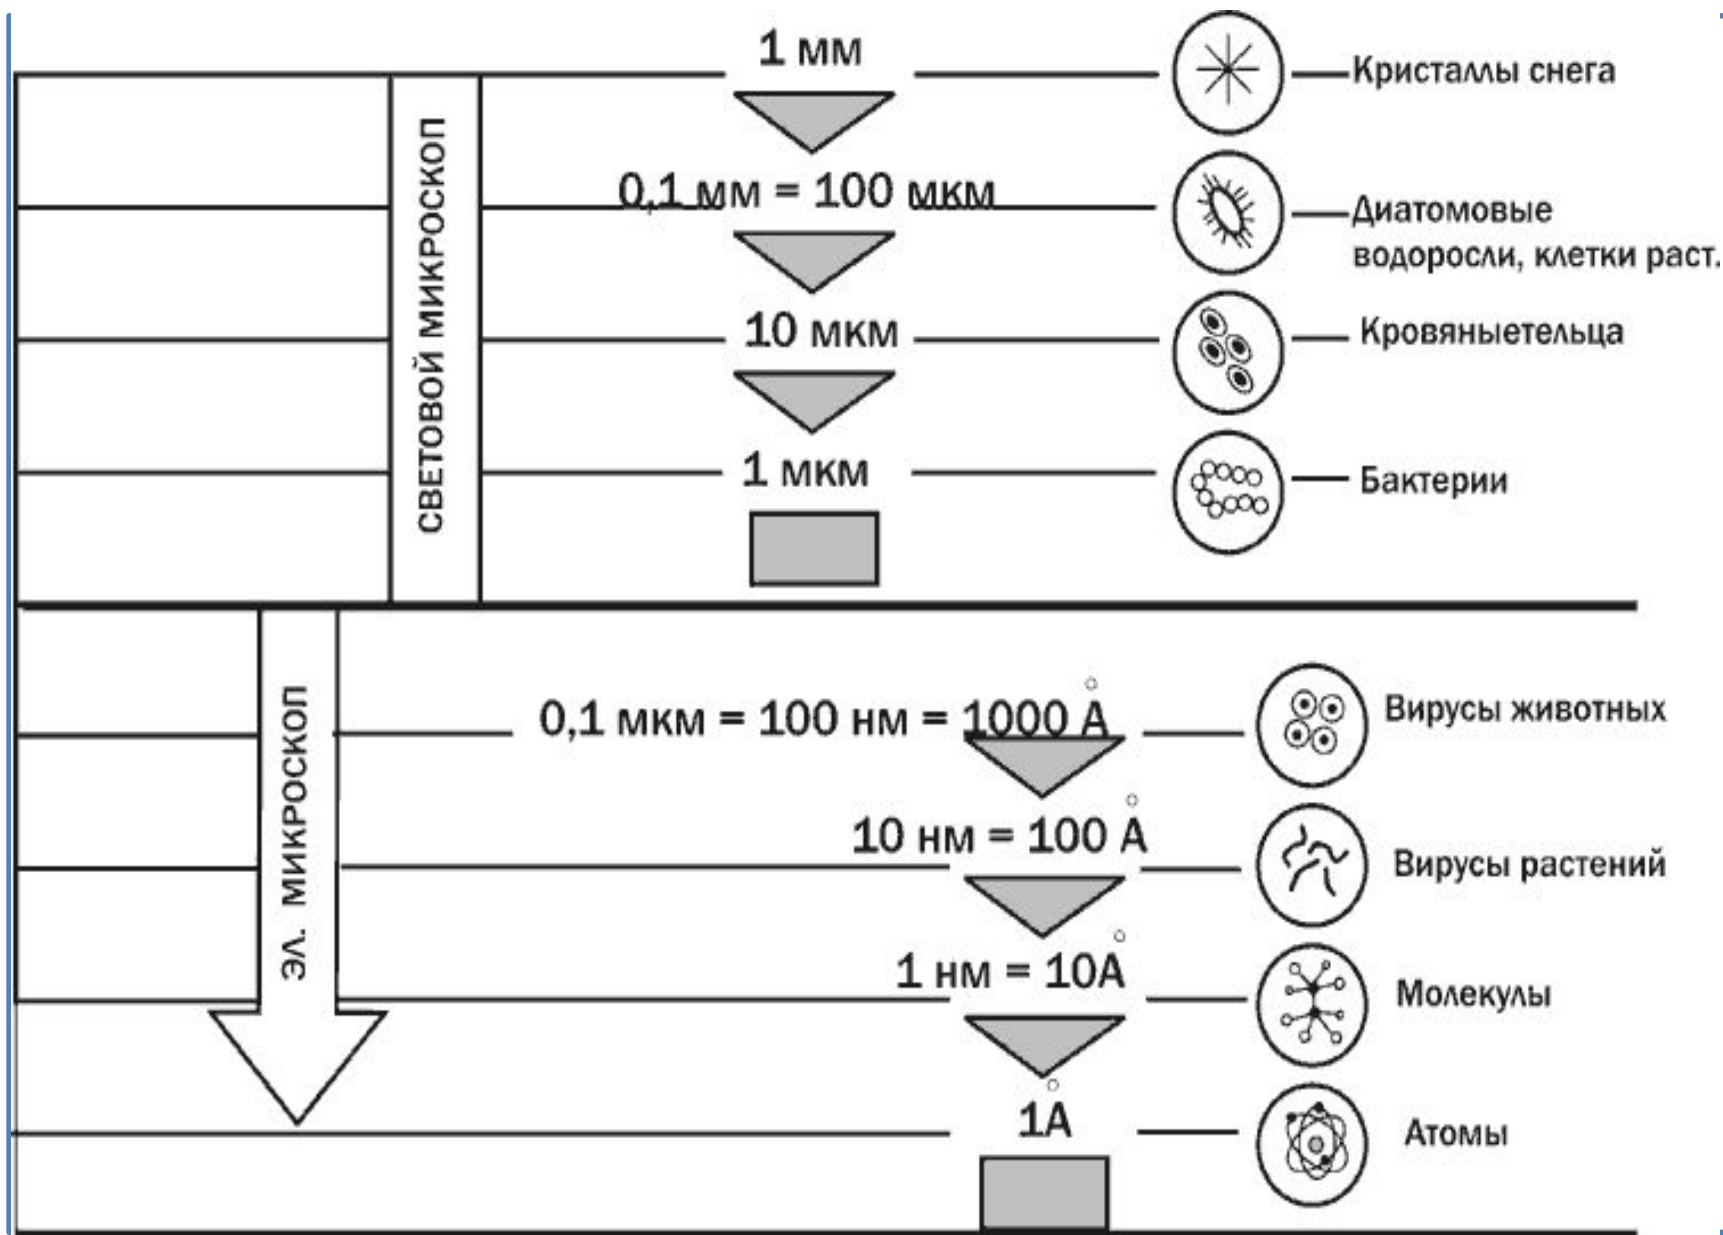 1 мм
Кристаллы снега
СВЕТОВОЙ МИКРОСКОП
0,1 мм = 100 мкм
Диатомовые
водоросли, клетки раст.
10 мкм
Кровяныетельца
1 мкм
Бактерии
ЭЛ. МИКРОСКОП
0,1 мкм = 100 нм = 1000 Å
Вирусы животных
10 нм = 100 Å
Вирусы растений
1 нм = 10Å
Молекулы
1Å
Атомы